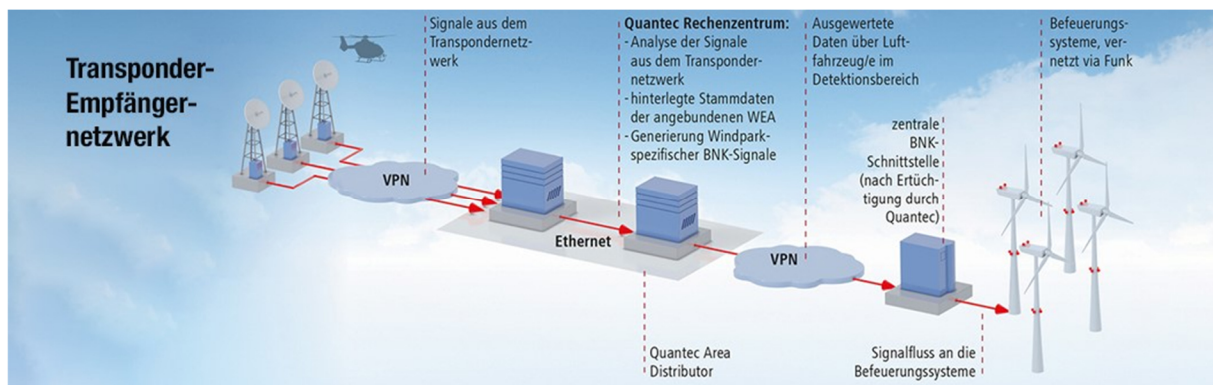 Transponder-
Empfänger-
netzwerk
Signale aus dem
Transpondernetz-
werk
Quantec Rechenzentrum:
- Analyse der Signale
aus dem Transponder-
netzwerk
- hinterlegte Stammdaten
der angebundenen WEA
- Generierung Windpark-
spezifischer BNK-Signale
Ausgewertete
Daten über Luft-
fahrzeug/e im
Detektionsbereich
Befeuerungs-
systeme, ver-
netzt via Funk
zentrale
BNK-
Schnittstelle
(nach Ertüch-
tigung durch
Quantec)
VPN
Ethernet
VPN
Quantec Area
Distributor
Signalfluss an die
Befeuerungssysteme